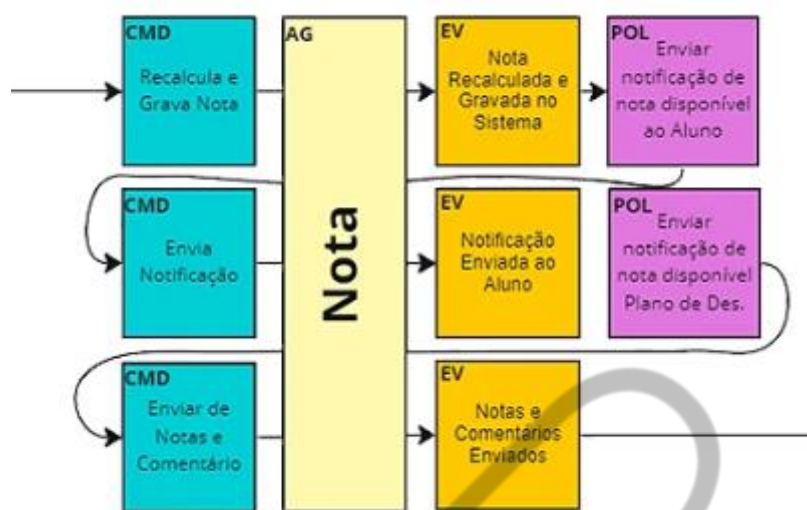 CMD
Recalcula e
Grava Nota
AG
Nota
EV
Nota
Recalculada e
Gravada no
Sistema
POL
Enviar
notificação de
nota disponível
ao Aluno
CMD
Envia
Notificação
EV
Notificação
Enviada ao
Aluno
POL
Enviar
notificação de
nota disponível
Plano de Des.
CMD
Enviar de
Notas e
Comentário
EV
Notas e
Comentários
Enviados